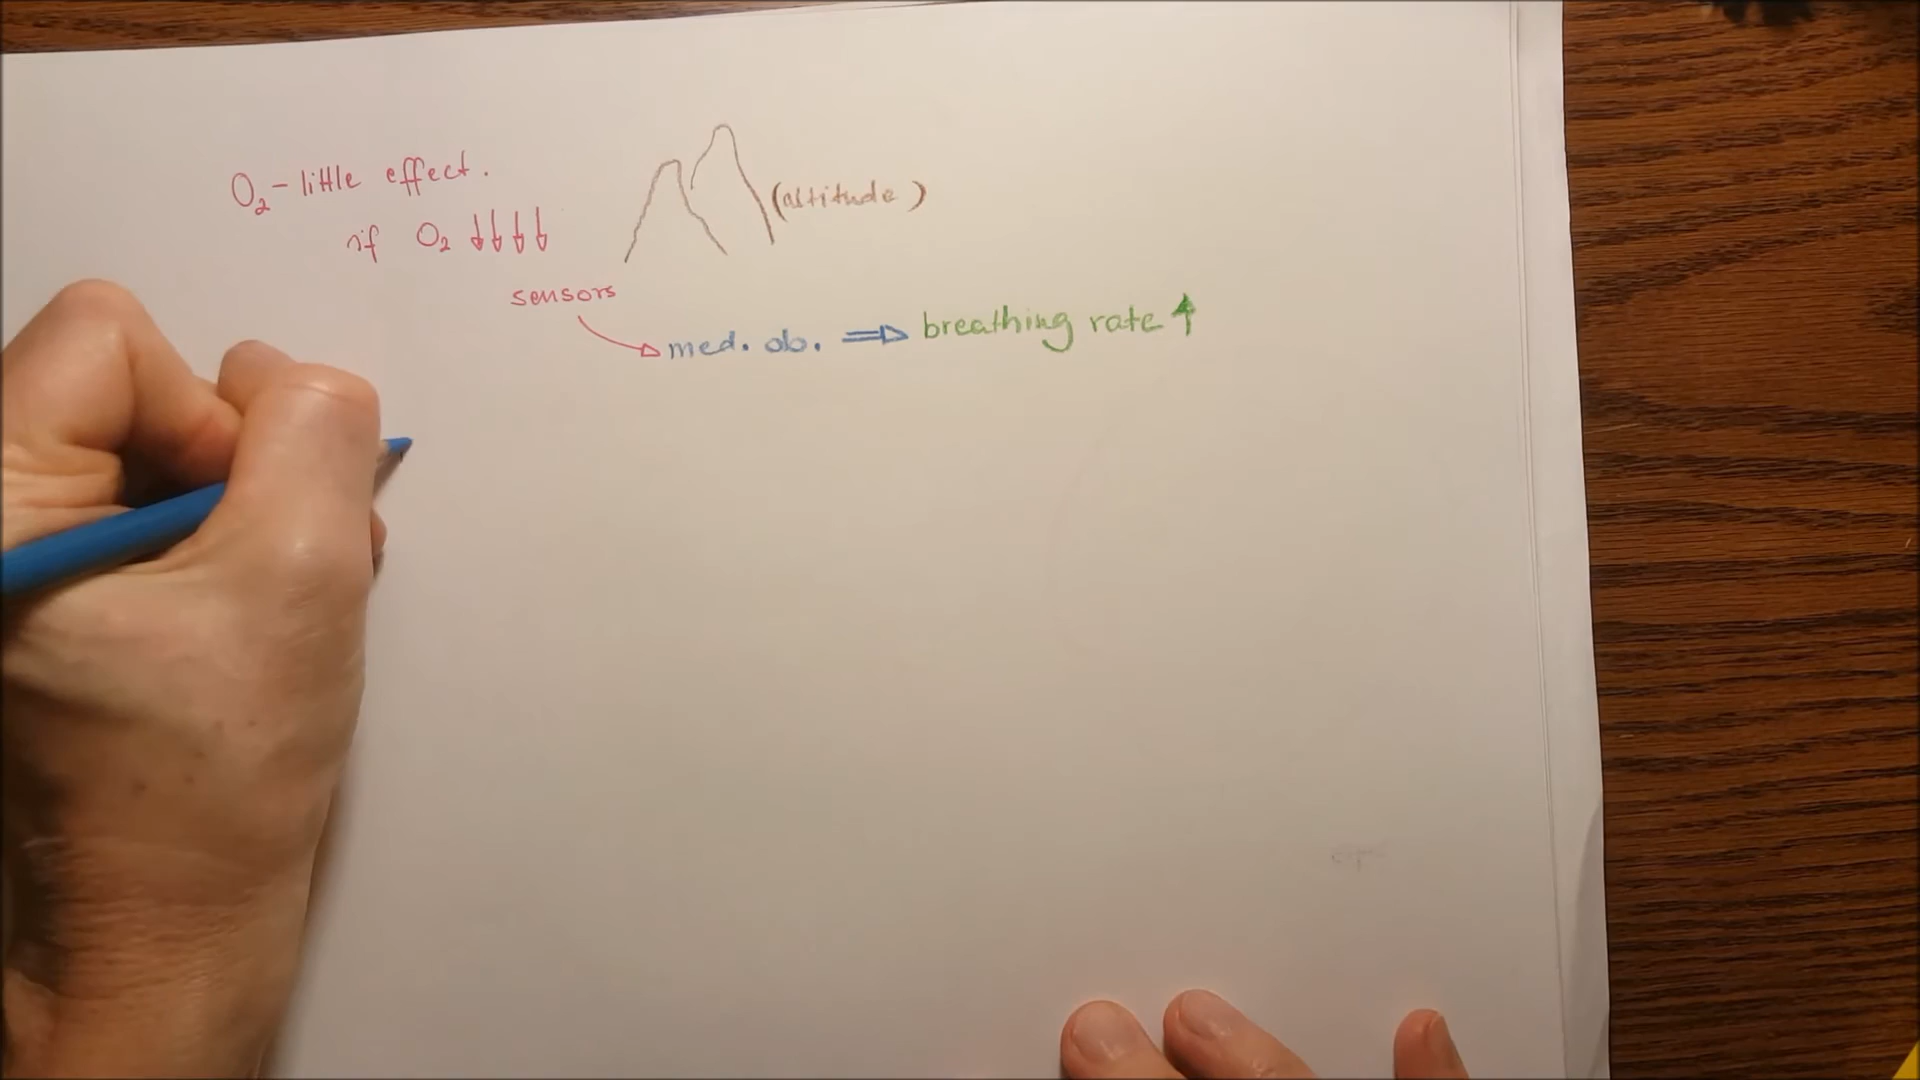 O₂ – little effect.
if O₂ ↓↓↓↓
(altitude)
sensors
med. ob. ⇒ breathing rate ↑